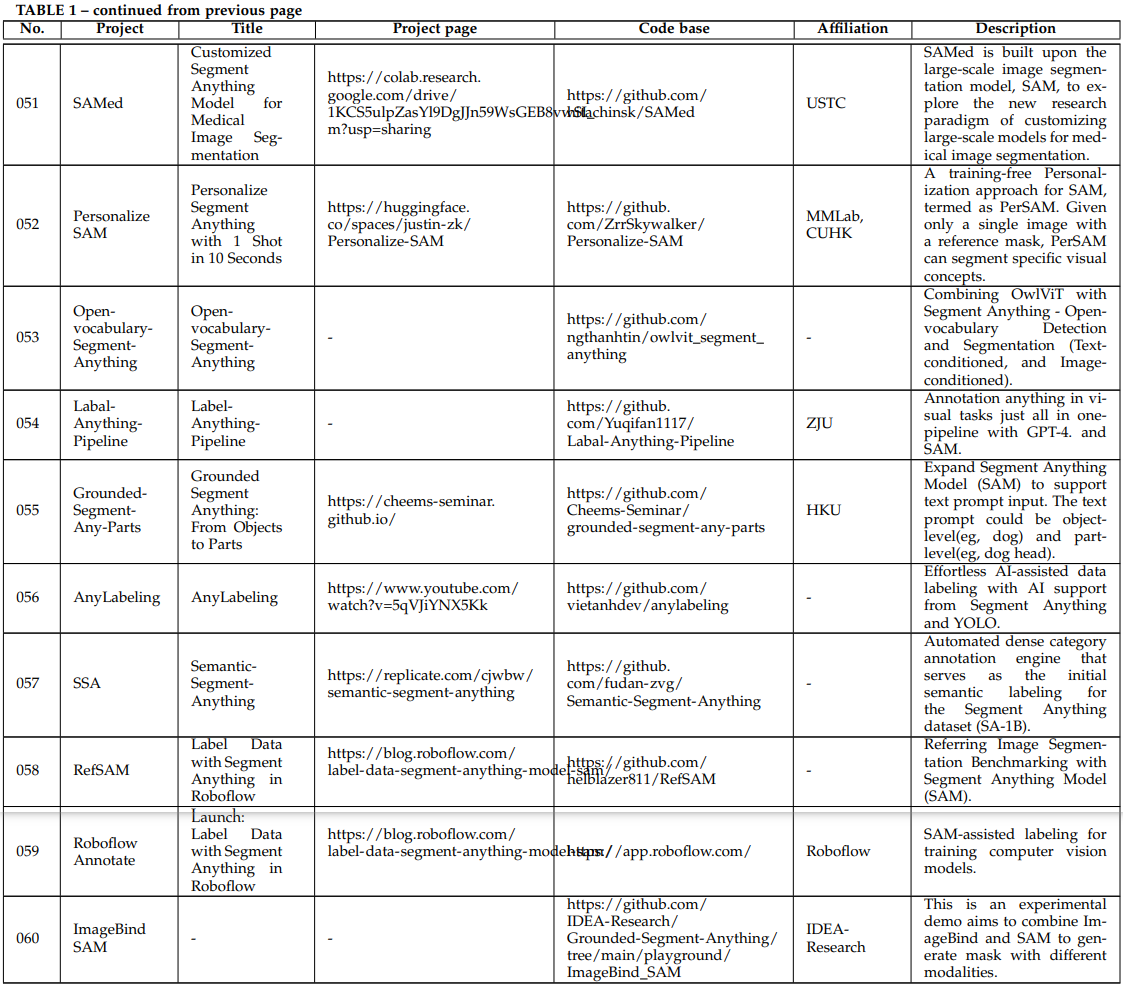 TABLE 1 – continued from previous page
No. Project Title Project page Code base Affiliation Description
051
SAMed
Customized
Segment
Anything
Model for
Medical
Image Seg-
mentation
https://colab.research.
google.com/drive/
m?usp=sharing
https://github.com/
USTC
SAMed is built upon the
large-scale image segmen-
tation model, SAM, to ex-
plore the new research
paradigm of customizing
large-scale models for med-
ical image segmentation.
052
Personalize
SAM
Personalize
Segment
Anything
with 1 Shot
in 10 Seconds
https://huggingface.
co/spaces/justin-zk/
Personalize-SAM
https://github.
com/ZrrSkywalker/
Personalize-SAM
MMLab,
CUHK
A training-free Personal-
ization approach for SAM,
termed as PerSAM. Given
only a single image with
a reference mask, PerSAM
can segment specific visual
concepts.
053
Open-
vocabulary-
Segment-
Anything
Open-
vocabulary-
Segment-
Anything
-
https://github.com/
ngthanhtin/owlvit_segment_
anything
-
Combining OwlViT with
Segment Anything - Open-
vocabulary Detection
and Segmentation (Text-
conditioned, and Image-
conditioned).
054
Labal-
Anything-
Pipeline
Label-
Anything-
Pipeline
-
https://github.
com/Yuqifan1117/
Labal-Anything-Pipeline
ZJU
Annotation anything in vi-
sual tasks just all in one-
pipeline with GPT-4. and
SAM.
055
Grounded-
Segment-
Any-Parts
Grounded
Segment
Anything:
From Objects
to Parts
https://cheems-seminar.
github.io/
https://github.com/
Cheems-Seminar/
grounded-segment-any-parts
HKU
Expand Segment Anything
Model (SAM) to support
text prompt input. The text
prompt could be object-
level(eg, dog) and part-
level(eg, dog head).
056
AnyLabeling
AnyLabeling
https://www.youtube.com/
watch?v=5qVJiYNX5Kk
https://github.com/
vietanhdev/anylabeling
-
Effortless AI-assisted data
labeling with AI support
from Segment Anything
and YOLO.
057
SSA
Semantic-
Segment-
Anything
https://replicate.com/cjwbw/
semantic-segment-anything
https://github.
com/fudan-zvg/
Semantic-Segment-Anything
-
Automated dense category
annotation engine that
serves as the initial
semantic labeling for
the Segment Anything
dataset (SA-1B).
058
RefSAM
Label Data
with Segment
Anything in
Roboflow
https://blog.roboflow.com/
label-data-segment-anything-model-sam/
https://github.com/
helblazer811/RefSAM
-
Referring Image Segmen-
tation Benchmarking with
Segment Anything Model
(SAM).
059
Roboflow
Annotate
Launch:
Label Data
with Segment
Anything in
Roboflow
https://blog.roboflow.com/
label-data-segment-anything-model-sam/
https://app.roboflow.com/
Roboflow
SAM-assisted labeling for
training computer vision
models.
060
ImageBind
SAM
-
-
https://github.com/
IDEA-Research/
Grounded-Segment-Anything/
tree/main/playground/
ImageBind_SAM
IDEA-
Research
This is an experimental
demo aims to combine Im-
ageBind and SAM to gen-
erate mask with different
modalities.